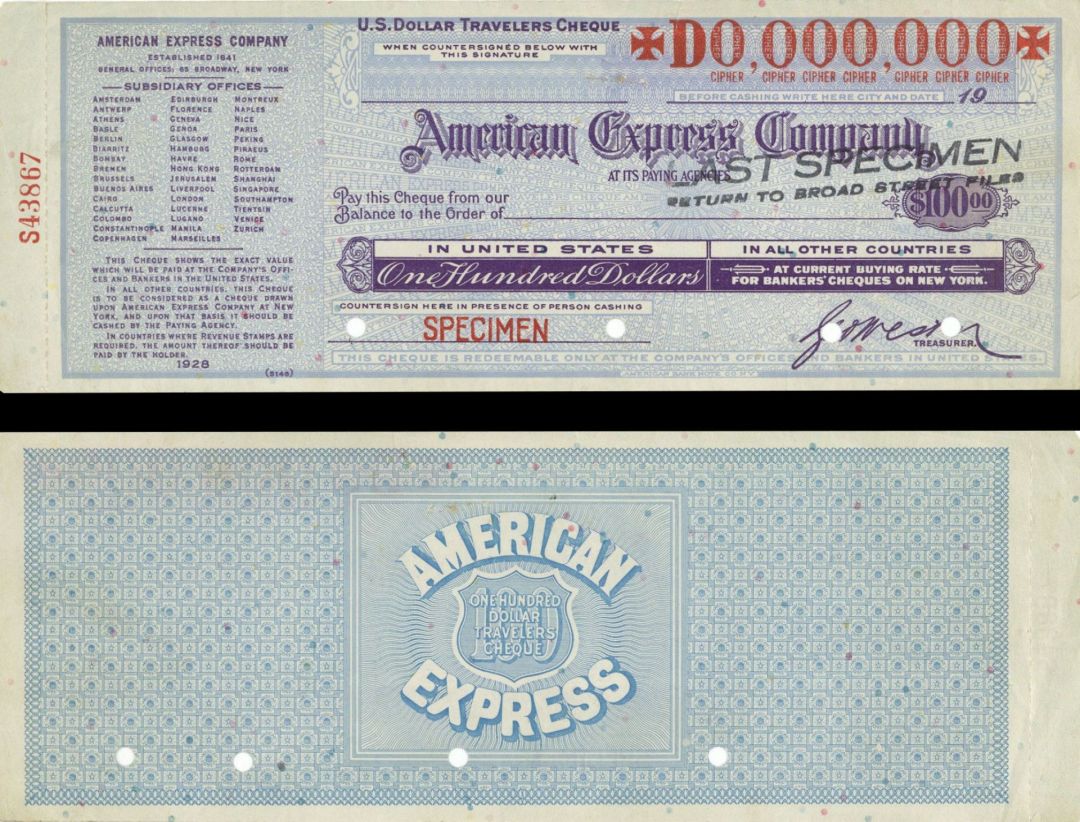 S43867
AMERICAN EXPRESS COMPANY
ESTABLISHED 1841
GENERAL OFFICES: 65 BROADWAY, NEW YORK
SUBSIDIARY OFFICES
AMSTERDAM EDINBURGH MONTREUX
ANTWERP FLORENCE NAPLES
ATHENS GENEVA NICE
BASLE GENOA PARIS
BERLIN GLASGOW PEKING
BIARRITZ HAMBURG PIRAEUS
BOMBAY HAVRE ROME
BREMEN HONG KONG ROTTERDAM
BRUSSELS JERUSALEM SHANGHAI
BUENOS AIRES LIVERPOOL SINGAPORE
CAIRO LONDON SOUTHAMPTON
CALCUTTA LUCERNE TIENTSIN
COLOMBO LUGANO VENICE
CONSTANTINOPLE MANILA ZURICH
COPENHAGEN MARSEILLES
THIS CHEQUE SHOWS THE EXACT VALUE
WHICH WILL BE PAID AT THE COMPANY'S OFFI-
CES AND BANKERS IN THE UNITED STATES.
IN ALL OTHER COUNTRIES, THIS CHEQUE
IS TO BE CONSIDERED AS A CHEQUE DRAWN
UPON AMERICAN EXPRESS COMPANY AT NEW
YORK, AND UPON THAT BASIS IT SHOULD BE
CASHED BY THE PAYING AGENCY.
IN COUNTRIES WHERE REVENUE STAMPS ARE
REQUIRED, THE AMOUNT THEREOF SHOULD BE
PAID BY THE HOLDER.
1928
(5146)
U.S. DOLLAR TRAVELERS CHEQUE
WHEN COUNTERSIGNED BELOW WITH
THIS SIGNATURE
D0,000,000
CIPHER CIPHER CIPHER CIPHER CIPHER CIPHER CIPHER
BEFORE CASHING WRITE HERE CITY AND DATE
19
American Express Company
AT ITS PAYING AGENCIES
LAST SPECIMEN
RETURN TO BROAD STREET FILES
Pay this Cheque from our
Balance to the Order of
$100.00
IN UNITED STATES
One Hundred Dollars
IN ALL OTHER COUNTRIES
AT CURRENT BUYING RATE
FOR BANKERS' CHEQUES ON NEW YORK.
COUNTERSIGN HERE IN PRESENCE OF PERSON CASHING
SPECIMEN
TREASURER.
THIS CHEQUE IS REDEEMABLE ONLY AT THE COMPANY'S OFFICES AND BANKERS IN UNITED STATES.
AMERICAN BANK NOTE CO. N.Y.
AMERICAN
ONE HUNDRED
DOLLAR
TRAVELERS
CHEQUE
100
EXPRESS